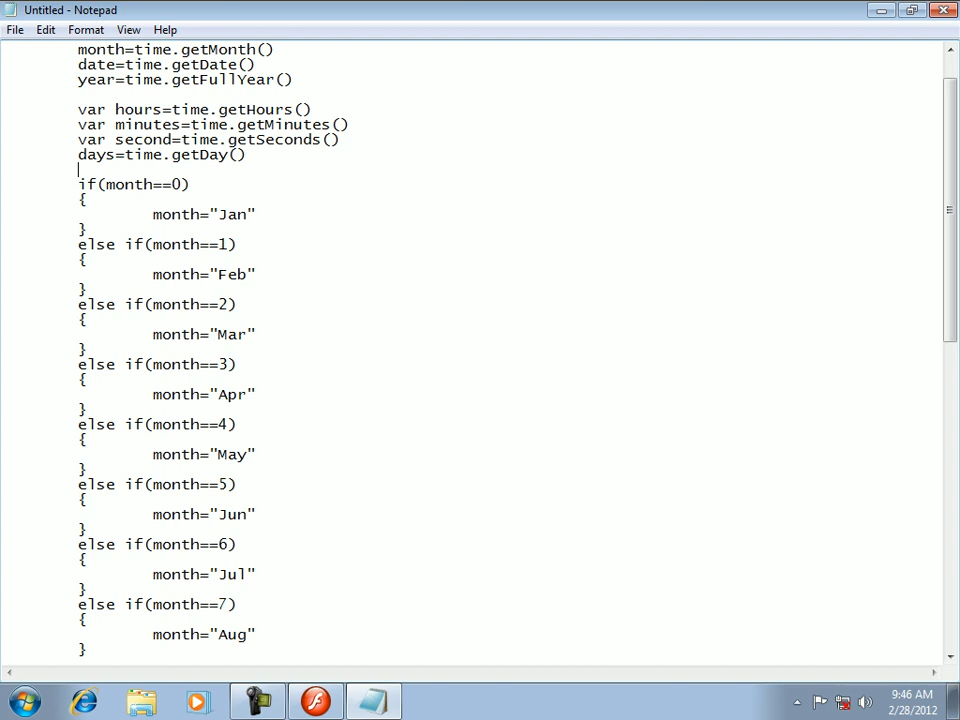 Untitled - Notepad
File Edit Format View Help
month=time.getMonth()
date=time.getDate()
year=time.getFullYear()
var hours=time.getHours()
var minutes=time.getMinutes()
var second=time.getSeconds()
days=time.getDay()
if(month==0)
{
month="Jan"
}
else if(month==1)
{
month="Feb"
}
else if(month==2)
{
month="Mar"
}
else if(month==3)
{
month="Apr"
}
else if(month==4)
{
month="May"
}
else if(month==5)
{
month="Jun"
}
else if(month==6)
{
month="Jul"
}
else if(month==7)
{
month="Aug"
}
9:46 AM
2/28/2012